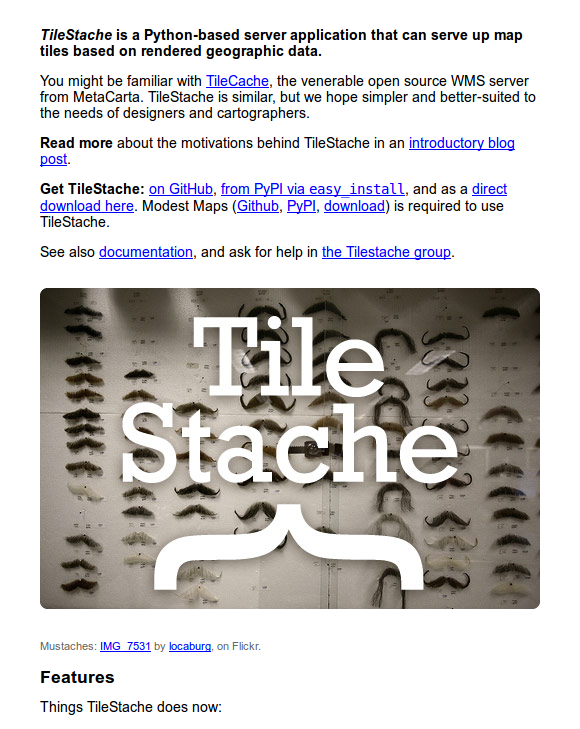 TileStache is a Python-based server application that can serve up map
tiles based on rendered geographic data.
You might be familiar with TileCache, the venerable open source WMS server
from MetaCarta. TileStache is similar, but we hope simpler and better-suited to
the needs of designers and cartographers.
Read more about the motivations behind TileStache in an introductory blog
post.
Get TileStache: on GitHub, from PyPI via easy_install, and as a direct
download here. Modest Maps (Github, PyPI, download) is required to use
TileStache.
See also documentation, and ask for help in the Tilestache group.
Tile
Stache
Mustaches: IMG_7531 by locaburg, on Flickr.
Features
Things TileStache does now: